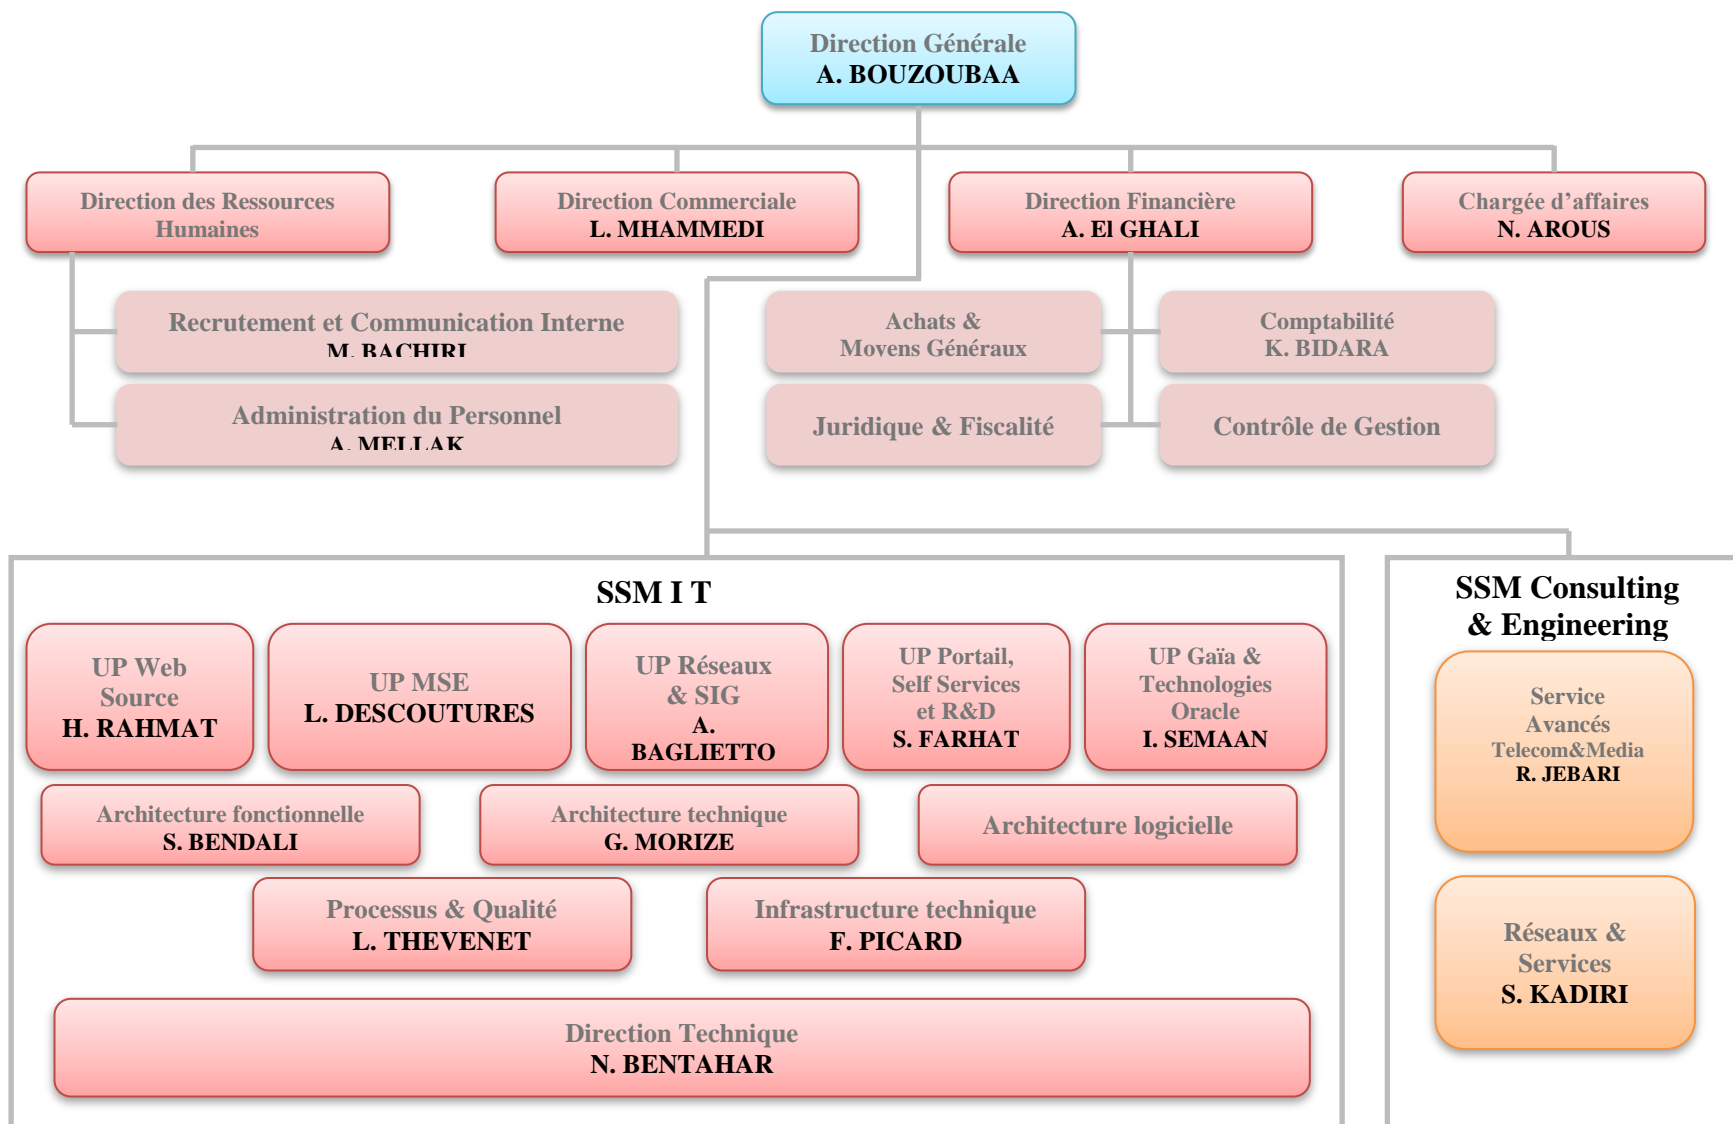 Direction Générale
A. BOUZOUBAA
Direction des Ressources
Humaines
Direction Commerciale
L. MHAMMEDI
Direction Financière
A. El GHALI
Chargée d’affaires
N. AROUS
Recrutement et Communication Interne
M. BACHIRI
Administration du Personnel
A. MELLAK
Achats &
Moyens Généraux
Comptabilité
K. BIDARA
Juridique & Fiscalité
Contrôle de Gestion
SSM I T
UP Web
Source
H. RAHMAT
UP MSE
L. DESCOUTURES
UP Réseaux
& SIG
A.
BAGLIETTO
UP Portail,
Self Services
et R&D
S. FARHAT
UP Gaïa &
Technologies
Oracle
I. SEMAAN
Architecture fonctionnelle
S. BENDALI
Architecture technique
G. MORIZE
Architecture logicielle
Processus & Qualité
L. THEVENET
Infrastructure technique
F. PICARD
Direction Technique
N. BENTAHAR
SSM Consulting
& Engineering
Service
Avancés
Telecom&Media
R. JEBARI
Réseaux &
Services
S. KADIRI